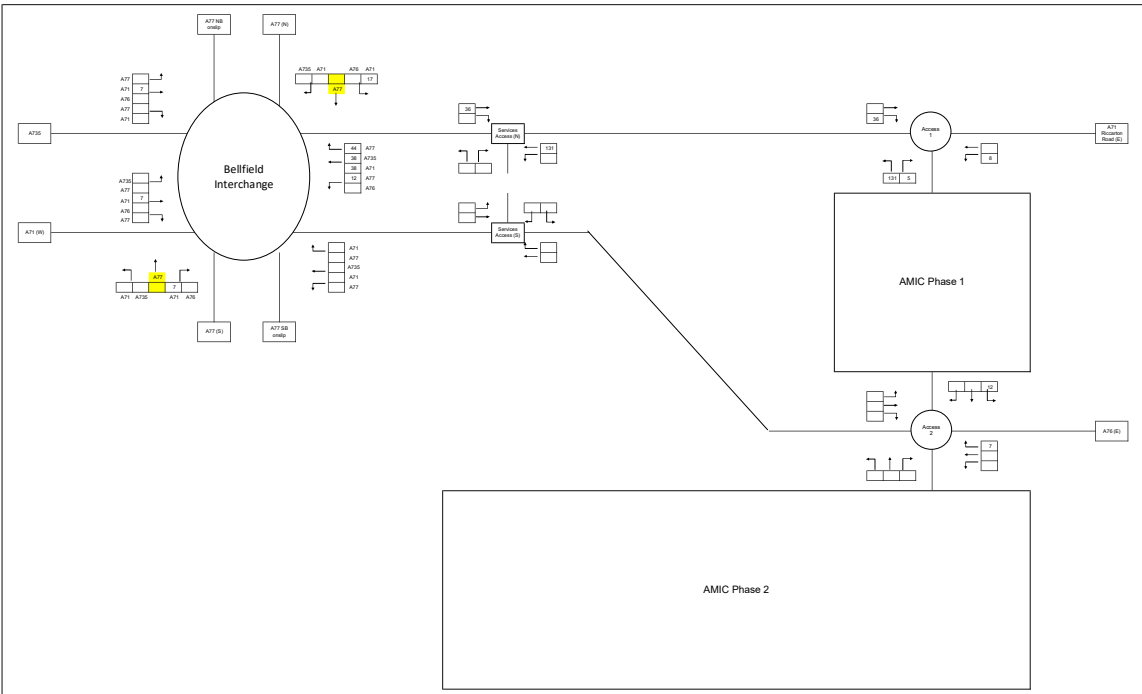 A77 NB
onslip
A77 (N)
A735 A71 A76 A71
17
A77
A77
A71 7
A76
A77
A71
A735
36
Services
Access (N)
131
36
Access
1
A71
Riccarton
Road (E)
8
131 5
44 A77
38 A735
38 A71
12 A77
A76
Bellfield
Interchange
A735
A77
A71 7
A76
A77
A71 (W)
Services
Access (S)
A71
A77
A735
A71
A77
A77
7
A71 A735 A71 A76
A77 (S)
A77 SB
onslip
AMIC Phase 1
12
Access
2
A76 (E)
7
AMIC Phase 2